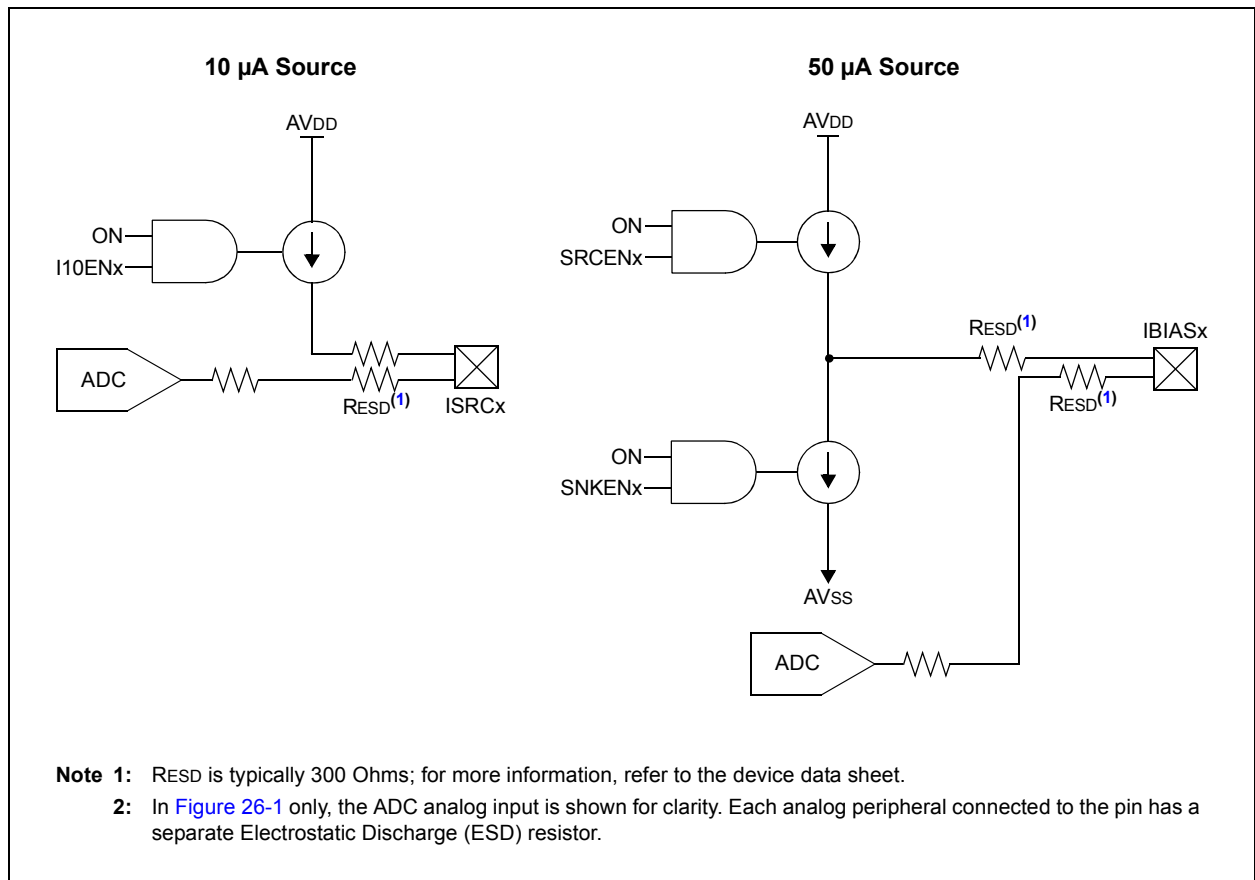 10 µA Source
AVDD
ON
I10ENx
ADC
RESD(1)
ISRCx
50 µA Source
AVDD
ON
SRCENx
RESD(1)
IBIASx
RESD(1)
ON
SNKENx
AVSS
ADC
Note 1: RESD is typically 300 Ohms; for more information, refer to the device data sheet.
2: In Figure 26-1 only, the ADC analog input is shown for clarity. Each analog peripheral connected to the pin has a
separate Electrostatic Discharge (ESD) resistor.